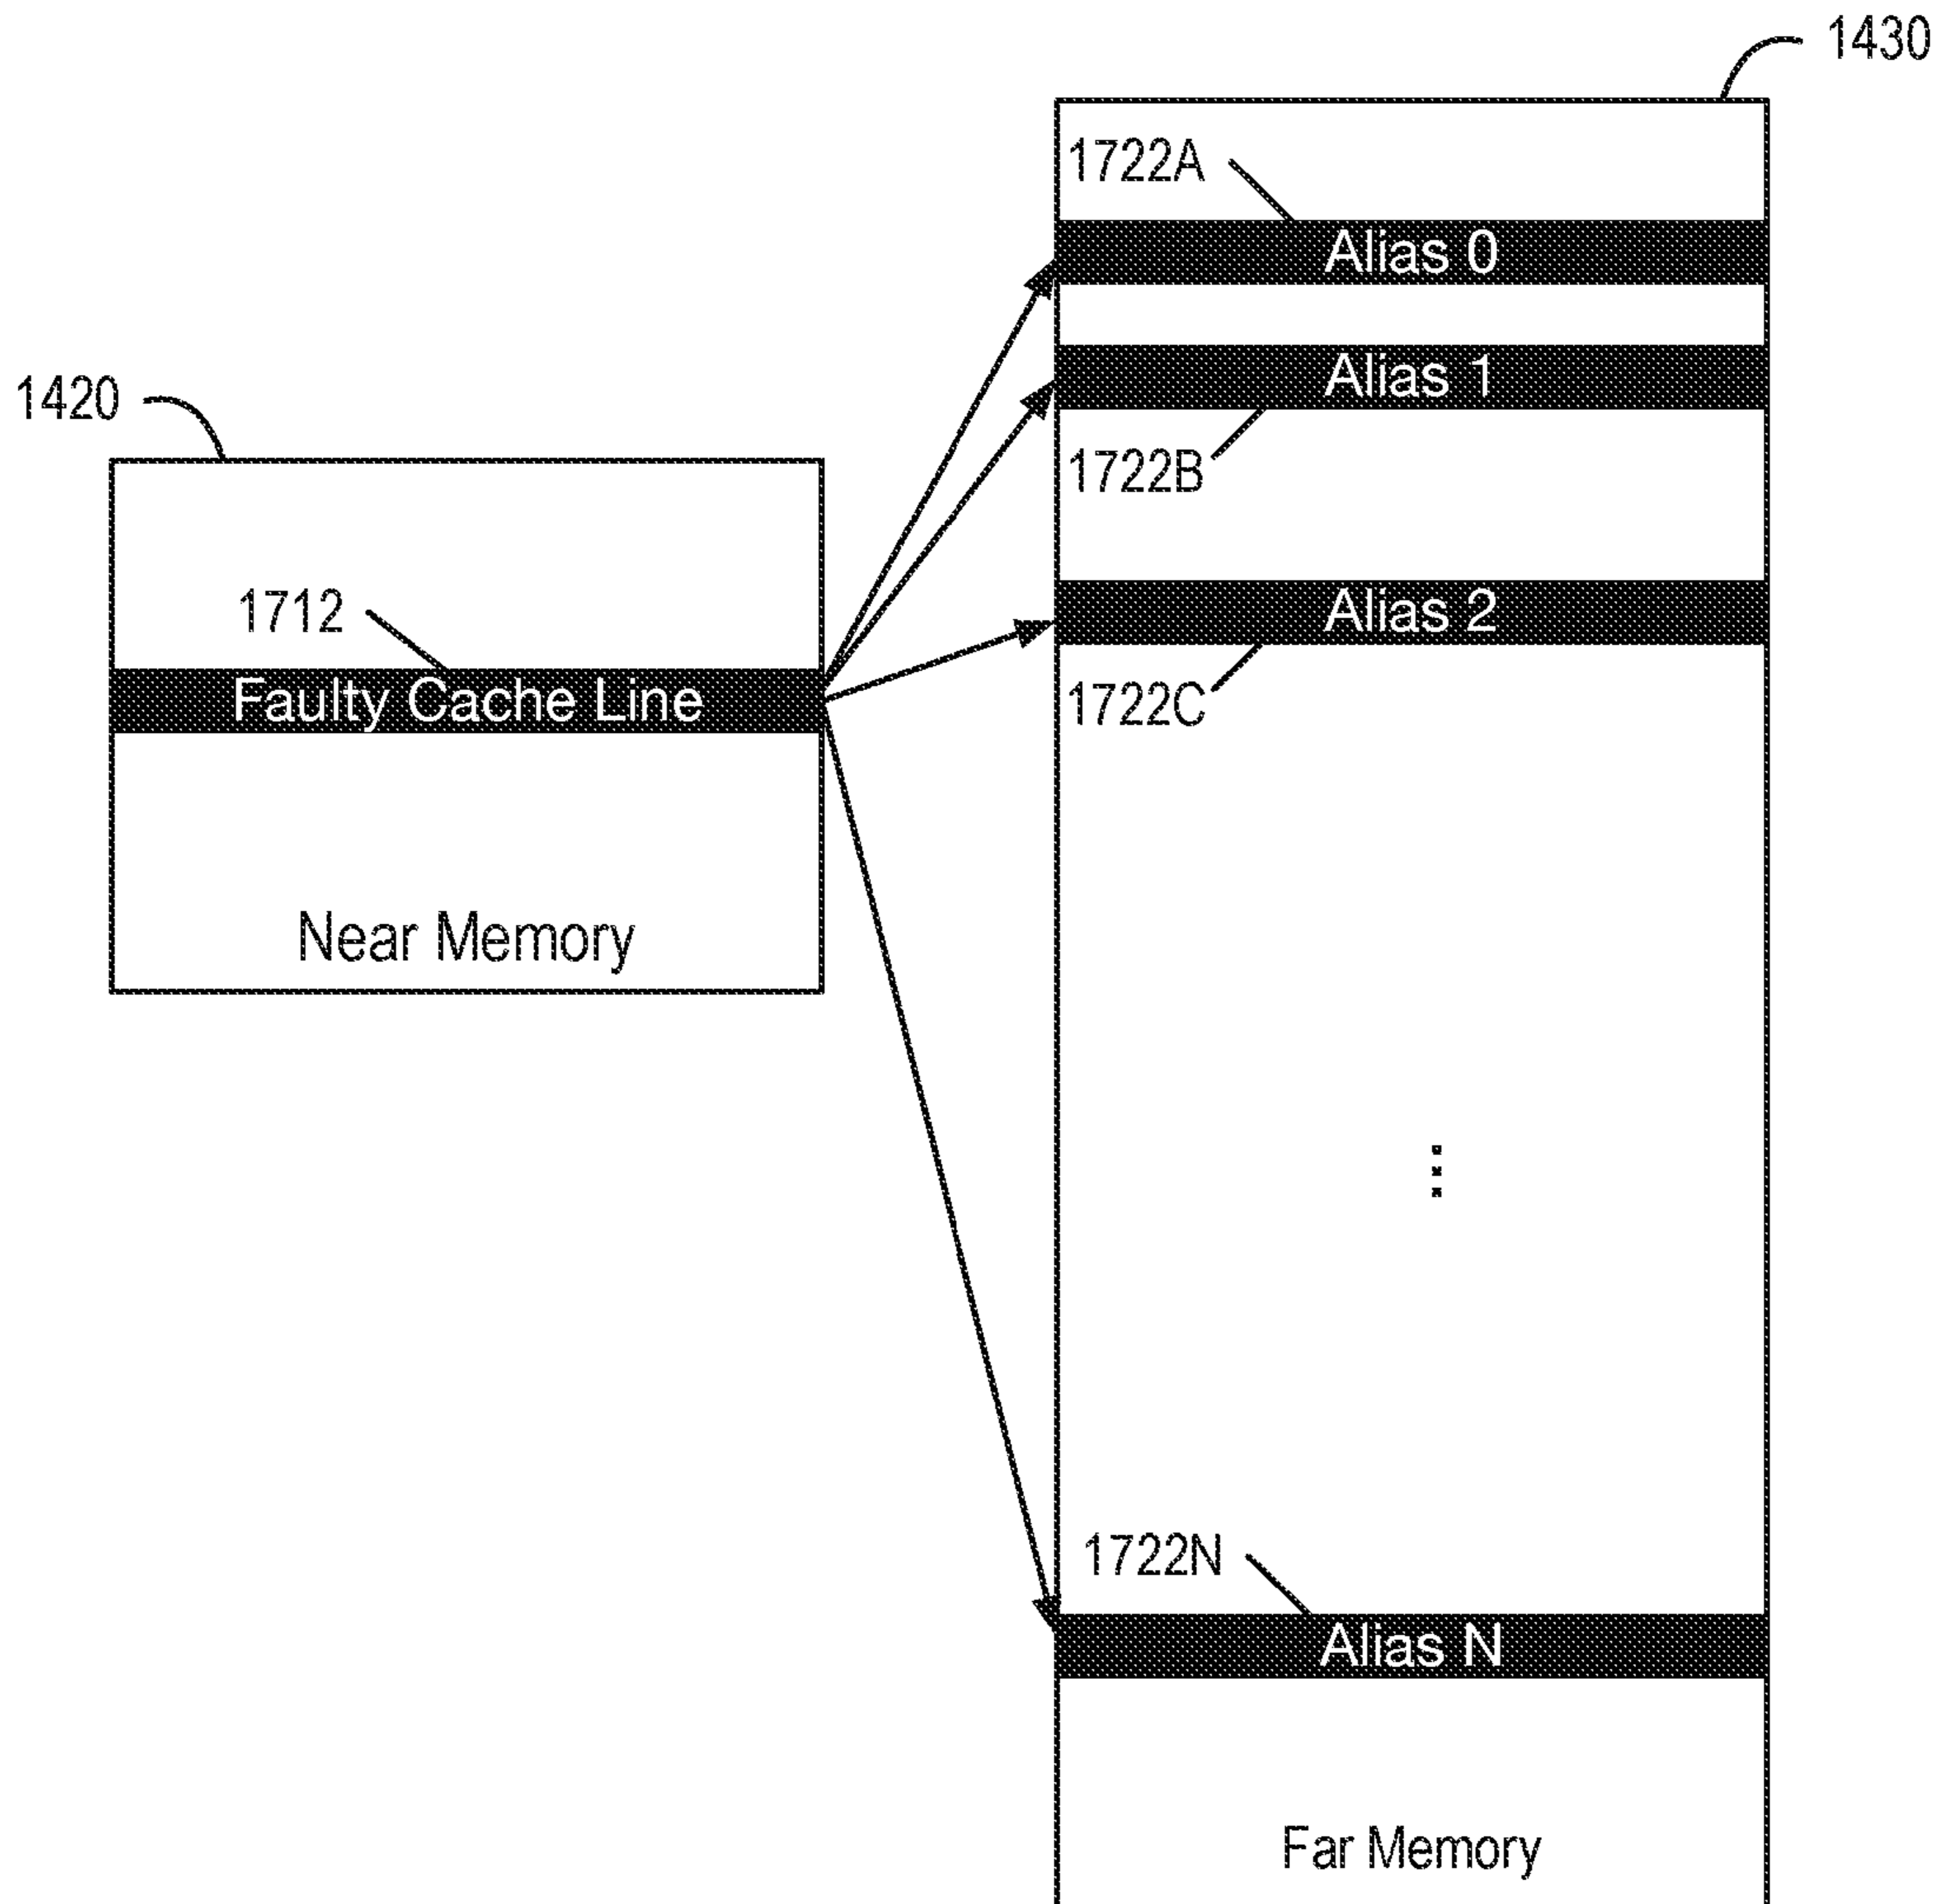 1430
1722A
Alias 0
Alias 1
1420
1722B
1712
Alias 2
Faulty Cache Line
1722C
Near Memory
⋮
1722N
Alias N
Far Memory